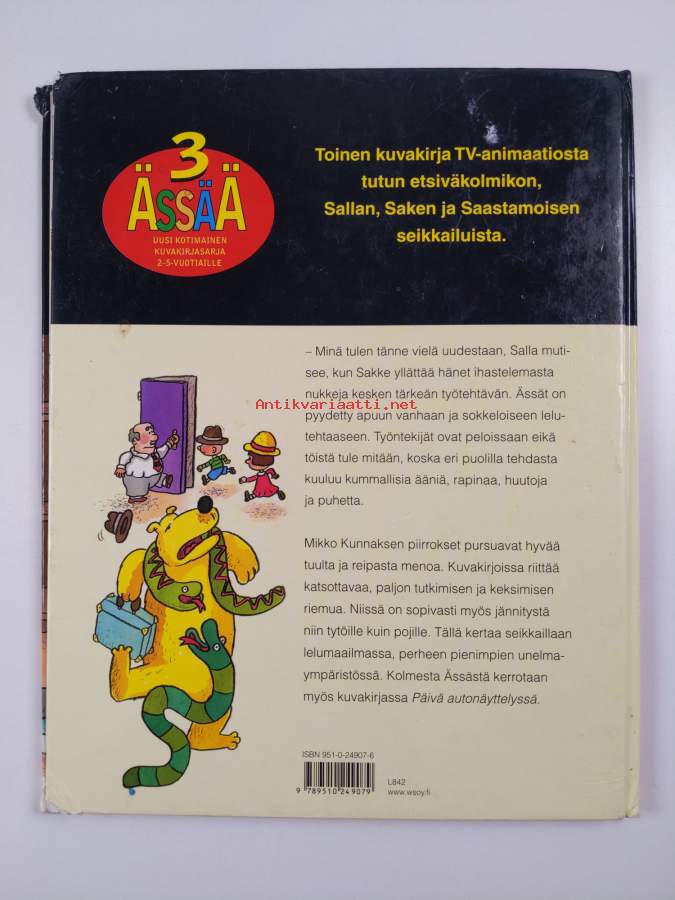 3
ÄSSÄÄ
UUSI KOTIMAINEN
KUVAKIRJASARJA
2-5-VUOTIAILLE
Toinen kuvakirja TV-animaatiosta
tutun etsiväkolmikon,
Sallan, Saken ja Saastamoisen
seikkailuista.
– Minä tulen tänne vielä uudestaan, Salla muti-
see, kun Sakke yllättää hänet ihastelemasta
nukkeja kesken tärkeän työtehtävän. Ässät on
pyydetty apuun vanhaan ja sokkeloiseen lelu-
tehtaaseen. Työntekijät ovat peloissaan eikä
töistä tule mitään, koska eri puolilla tehdasta
kuuluu kummallisia ääniä, rapinaa, huutoja
ja puhetta.
Antikvariaatti.net
Mikko Kunnaksen piirrokset pursuavat hyvää
tuulta ja reipasta menoa. Kuvakirjoissa riittää
katsottavaa, paljon tutkimisen ja keksimisen
riemua. Niissä on sopivasti myös jännitystä
niin tytöille kuin pojille. Tällä kertaa seikkaillaan
lelumaailmassa, perheen pienimpien unelma-
ympäristössä. Kolmesta Ässästä kerrotaan
myös kuvakirjassa Päivä autonäyttelyssä.
ISBN 951-0-24907-6
9 789510 249079
L842
www.wsoy.fi